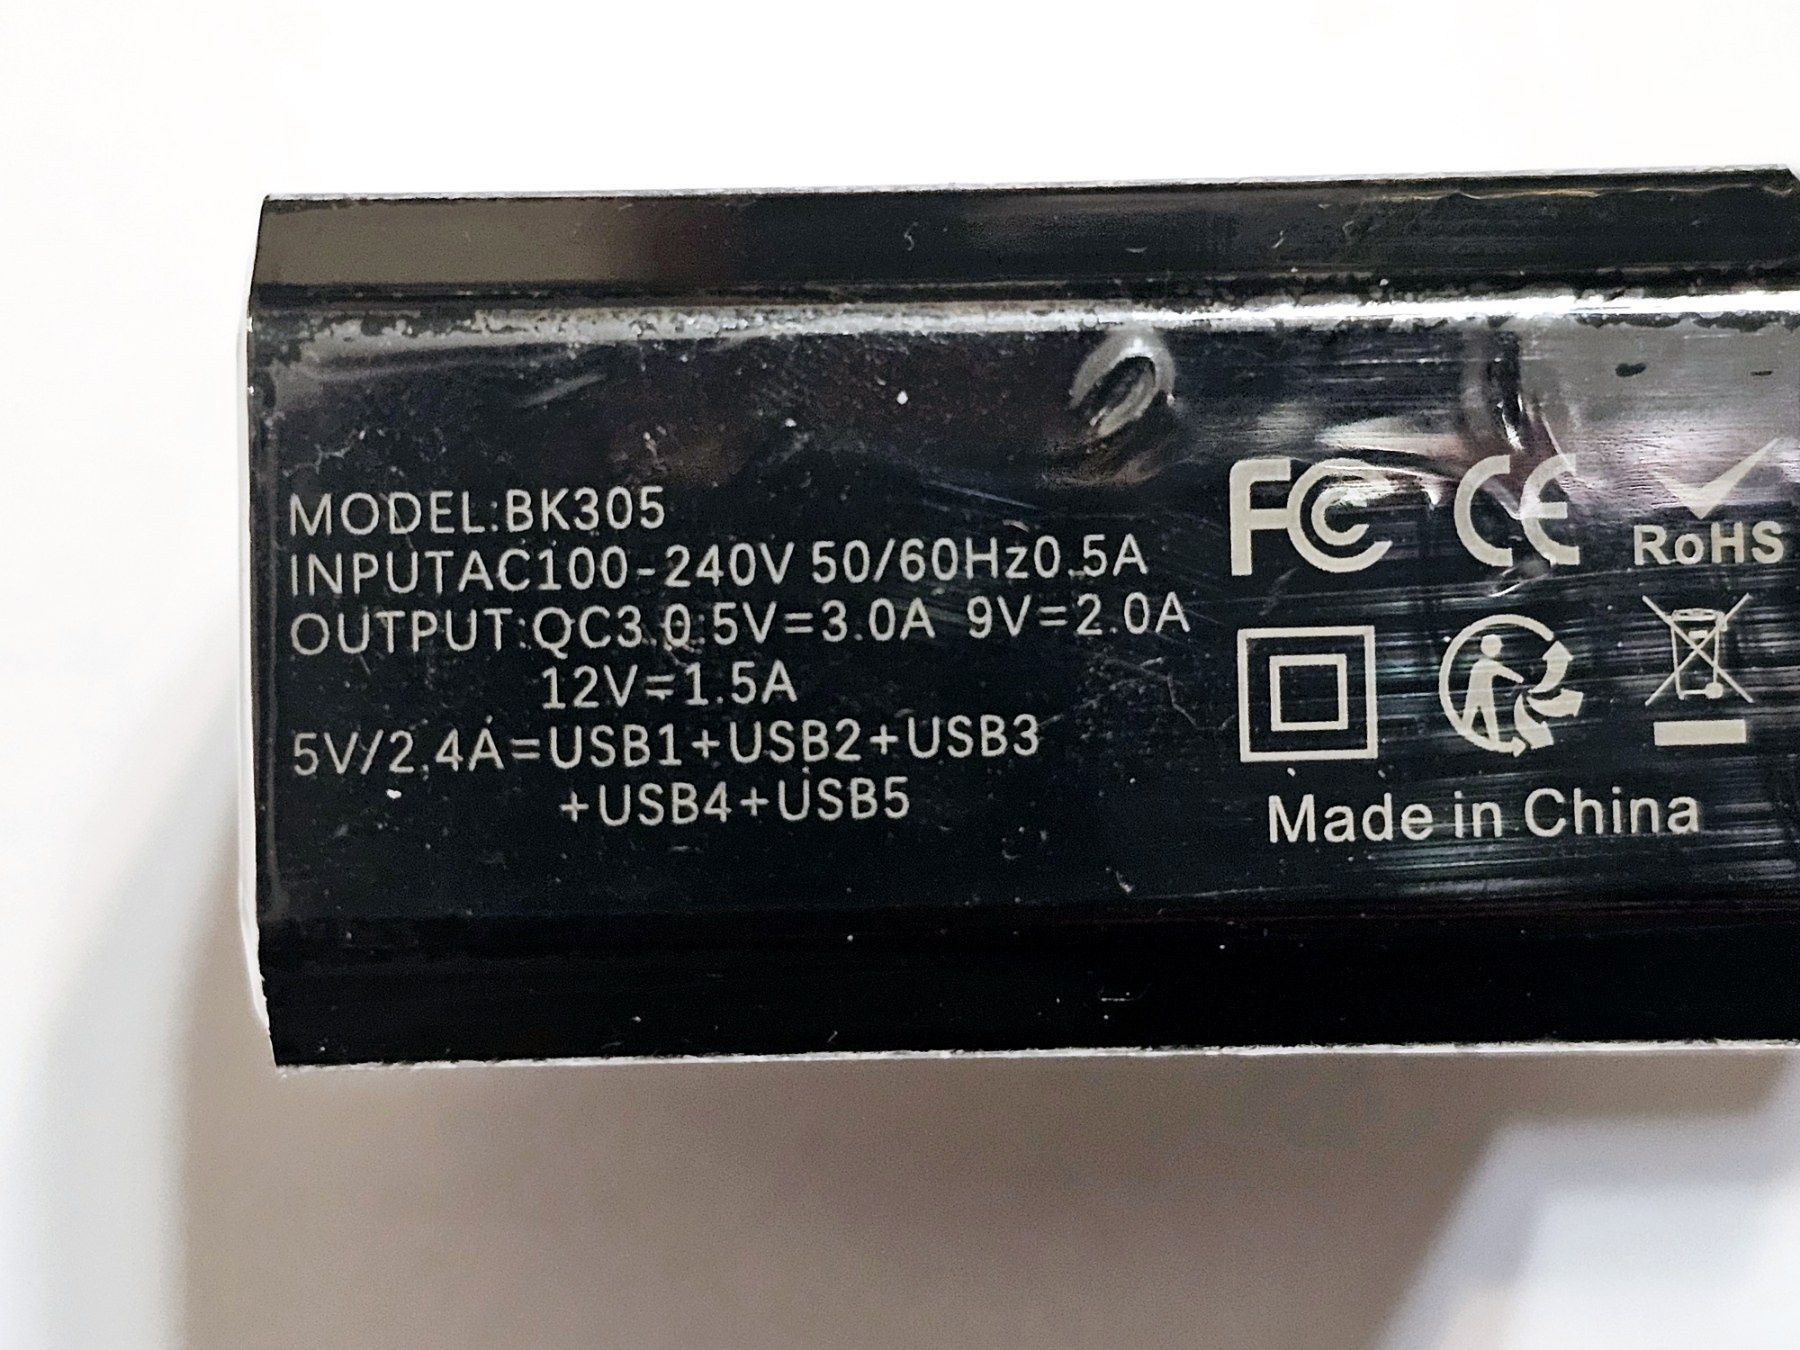 MODEL:BK305
INPUTAC100-240V 50/60Hz0.5A
OUTPUT:QC3.0:5V=3.0A 9V=2.0A
12V=1.5A
5V/2.4A=USB1+USB2+USB3
+USB4+USB5
FC CE RoHS
Made in China